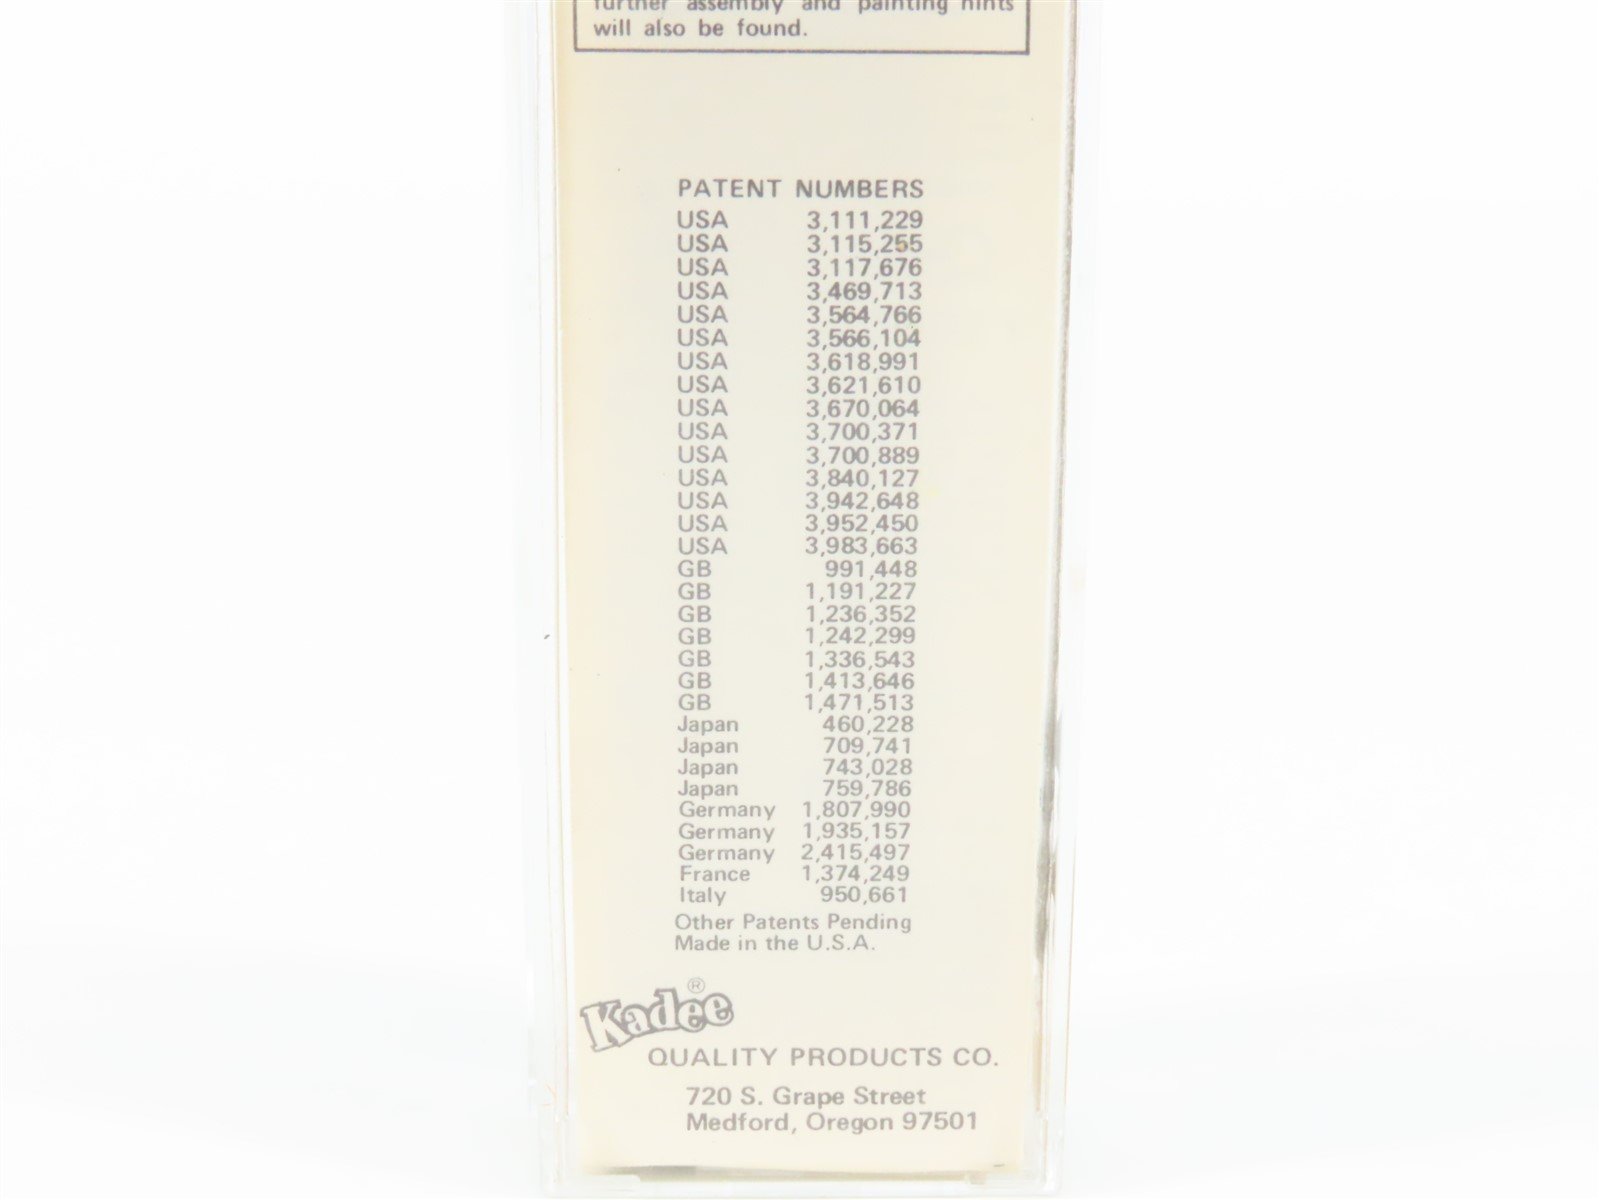 further assembly and painting hints
will also be found.
PATENT NUMBERS
USA 3,111,229
USA 3,115,255
USA 3,117,676
USA 3,469,713
USA 3,564,766
USA 3,566,104
USA 3,618,991
USA 3,621,610
USA 3,670,064
USA 3,700,371
USA 3,700,889
USA 3,840,127
USA 3,942,648
USA 3,952,450
USA 3,983,663
GB 991,448
GB 1,191,227
GB 1,236,352
GB 1,242,299
GB 1,336,543
GB 1,413,646
GB 1,471,513
Japan 460,228
Japan 709,741
Japan 743,028
Japan 759,786
Germany 1,807,990
Germany 1,935,157
Germany 2,415,497
France 1,374,249
Italy 950,661
Other Patents Pending
Made in the U.S.A.
Kadee®
QUALITY PRODUCTS CO.
720 S. Grape Street
Medford, Oregon 97501